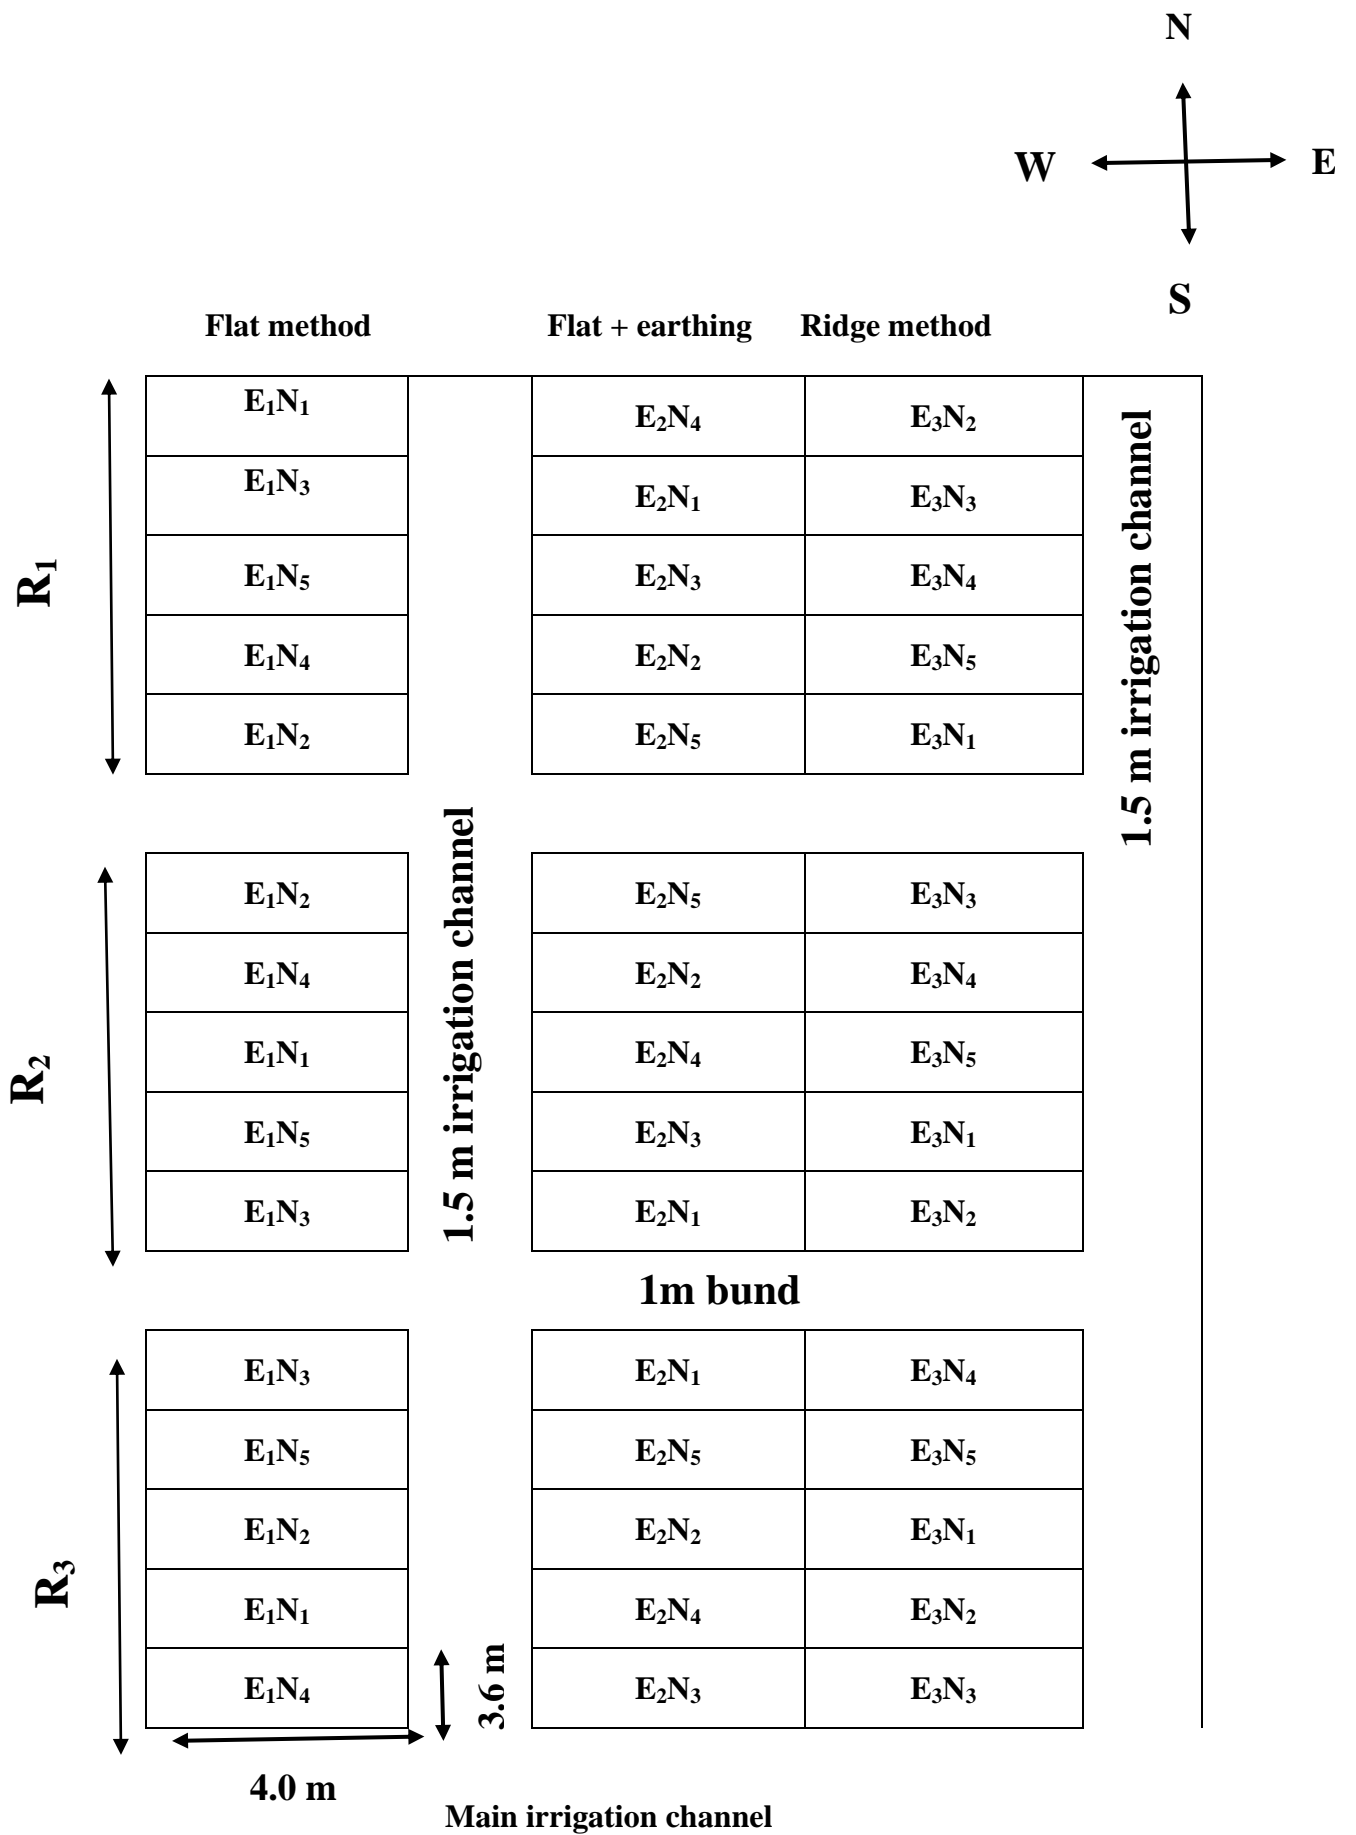 N
W E
S
Flat method Flat + earthing Ridge method
R₁
E₁N₁ E₂N₄ E₃N₂
E₁N₃ E₂N₁ E₃N₃
E₁N₅ E₂N₃ E₃N₄
E₁N₄ E₂N₂ E₃N₅
E₁N₂ E₂N₅ E₃N₁
1.5 m irrigation channel
R₂
E₁N₂ E₂N₅ E₃N₃
E₁N₄ E₂N₂ E₃N₄
E₁N₁ E₂N₄ E₃N₅
E₁N₅ E₂N₃ E₃N₁
E₁N₃ E₂N₁ E₃N₂
1.5 m irrigation channel
1m bund
R₃
E₁N₃ E₂N₁ E₃N₄
E₁N₅ E₂N₅ E₃N₅
E₁N₂ E₂N₂ E₃N₁
E₁N₁ E₂N₄ E₃N₂
E₁N₄ E₂N₃ E₃N₃
3.6 m
4.0 m
Main irrigation channel